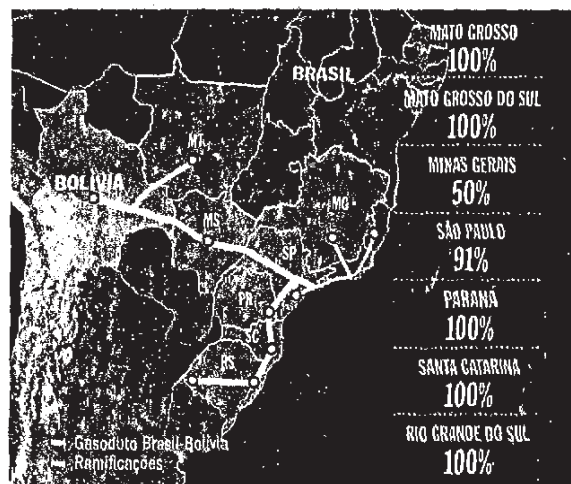 BRASIL
BOLÍVIA
MT
MS
MG
SP
PR
RS
Gasoduto Brasil-Bolívia
Ramificações
MATO GROSSO
100%
MATO GROSSO DO SUL
100%
MINAS GERAIS
50%
SÃO PAULO
91%
PARANÁ
100%
SANTA CATARINA
100%
RIO GRANDE DO SUL
100%